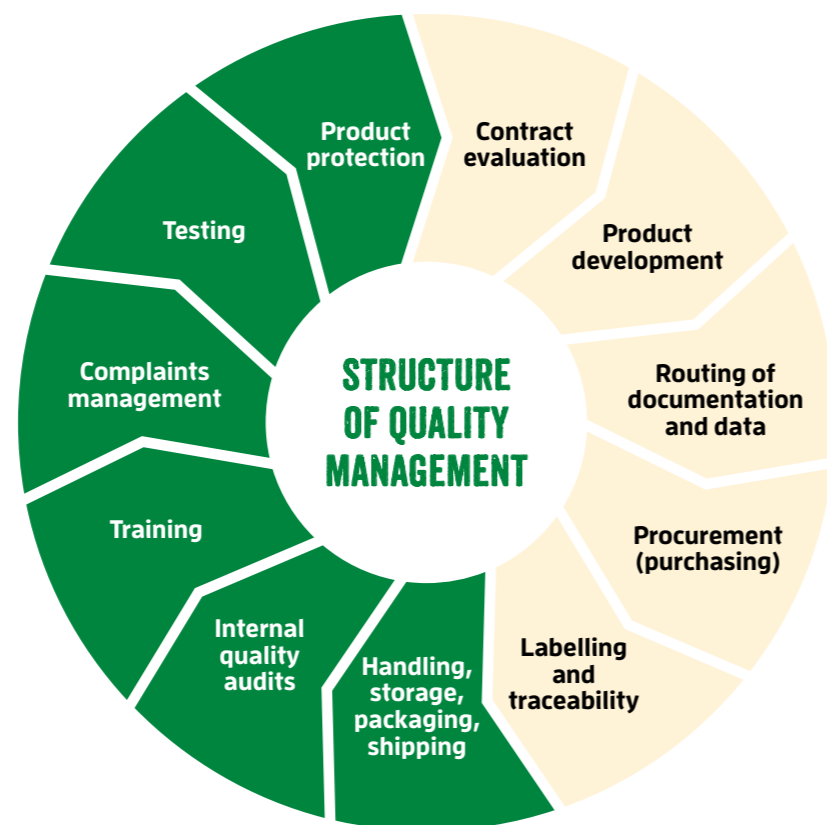 Product
protection
Contract
evaluation
Product
development
Routing of
documentation
and data
Procurement
(purchasing)
Labelling
and
traceability
Handling,
storage,
packaging,
shipping
Internal
quality
audits
Training
Complaints
management
Testing
STRUCTURE
OF QUALITY
MANAGEMENT